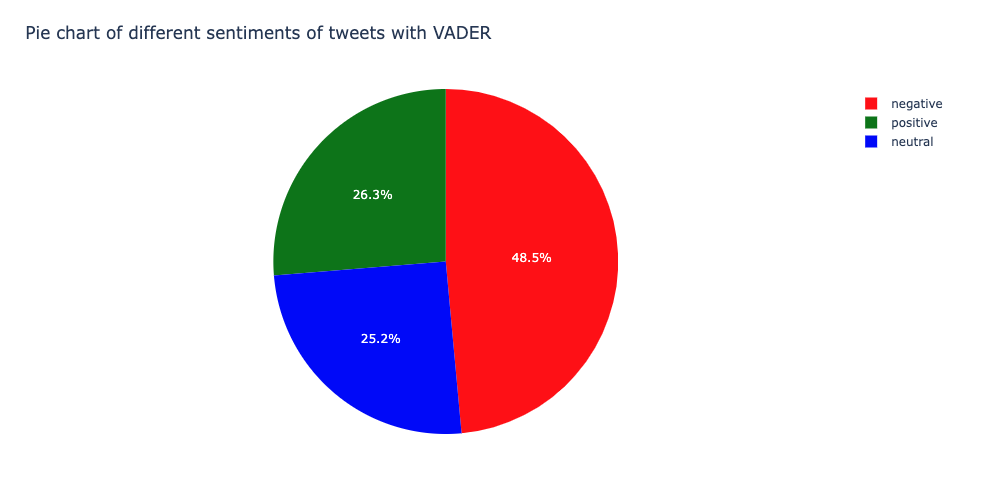 Pie chart of different sentiments of tweets with VADER
negative
positive
neutral
26.3%
48.5%
25.2%